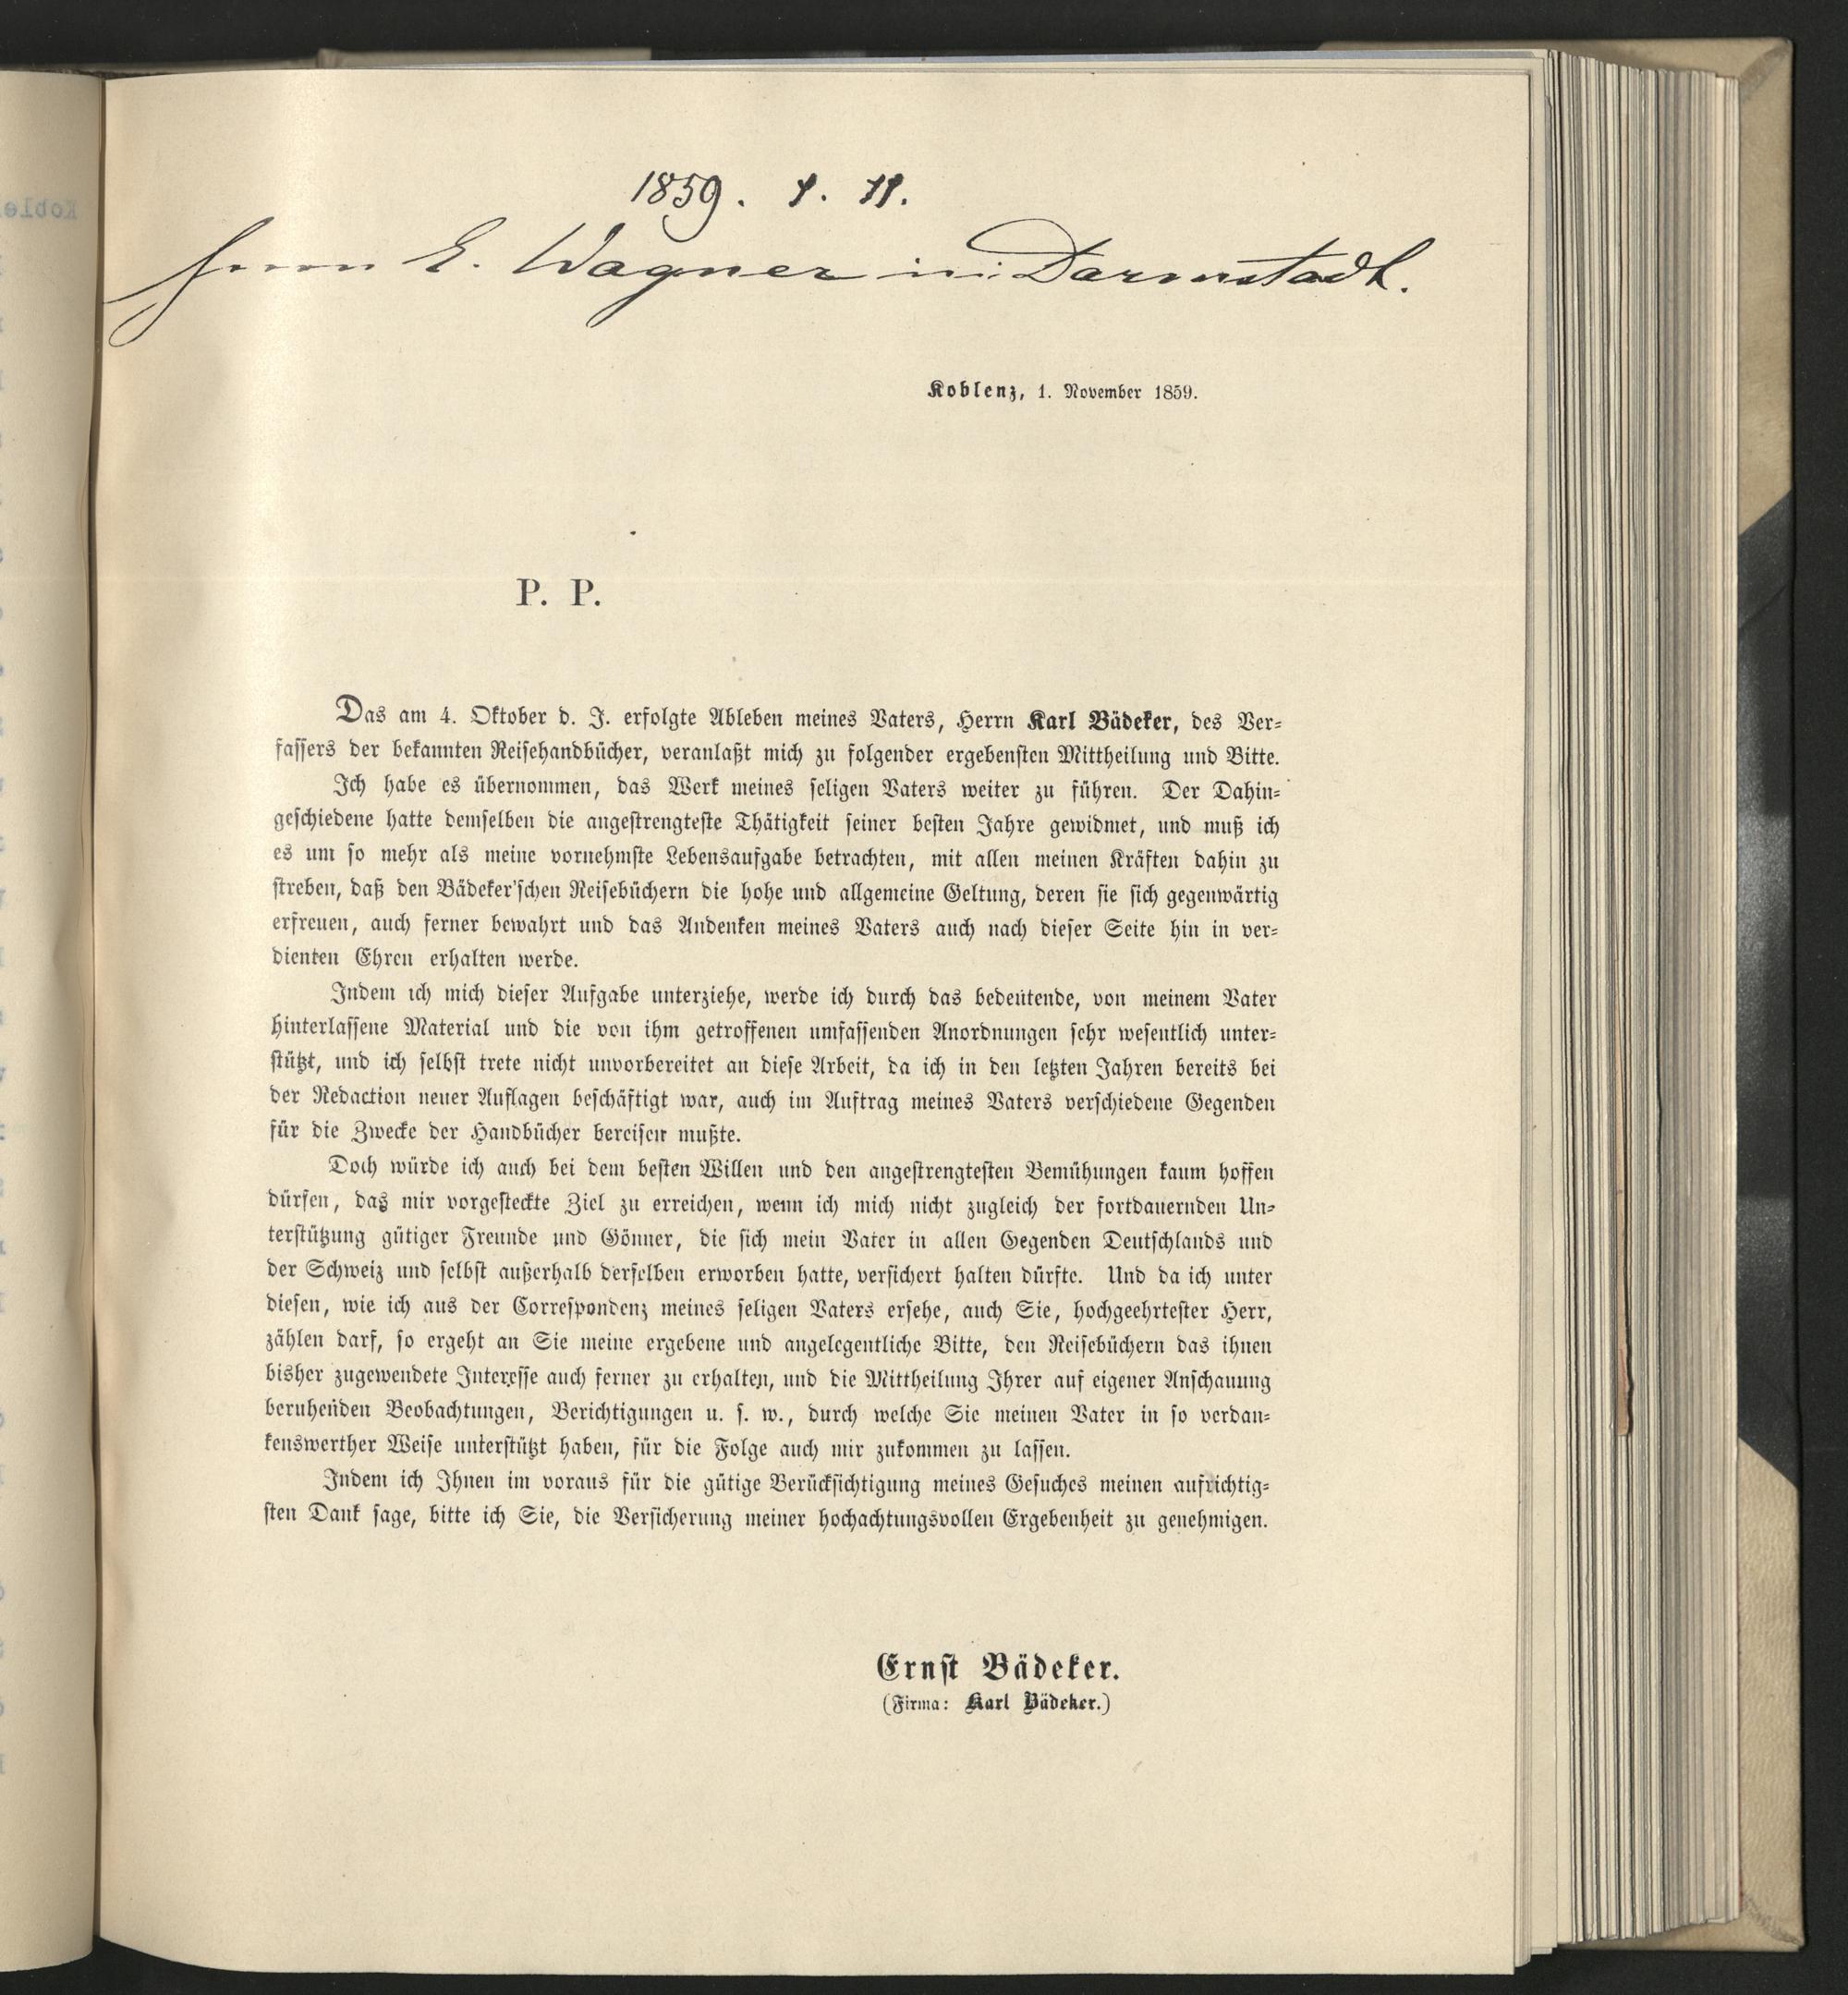 1859. 1. 11.
Herrn E. Wagner in Darmstadt.
Koblenz, 1. November 1859.
P. P.
Das am 4. Oktober d. J. erfolgte Ableben meines Vaters, Herrn Karl Bädeker, des Ver-
fassers der bekannten Reisehandbücher, veranlaßt mich zu folgender ergebensten Mittheilung und Bitte.
Ich habe es übernommen, das Werk meines seligen Vaters weiter zu führen. Der Dahin-
geschiedene hatte demselben die angestrengteste Thätigkeit seiner besten Jahre gewidmet, und muß ich
es um so mehr als meine vornehmste Lebensaufgabe betrachten, mit allen meinen Kräften dahin zu
streben, daß den Bädeker'schen Reisebüchern die hohe und allgemeine Geltung, deren sie sich gegenwärtig
erfreuen, auch ferner bewahrt und das Andenken meines Vaters auch nach dieser Seite hin in ver-
dienten Ehren erhalten werde.
Indem ich mich dieser Aufgabe unterziehe, werde ich durch das bedeutende, von meinem Vater
hinterlassene Material und die von ihm getroffenen umfassenden Anordnungen sehr wesentlich unter-
stützt, und ich selbst trete nicht unvorbereitet an diese Arbeit, da ich in den letzten Jahren bereits bei
der Redaction neuer Auflagen beschäftigt war, auch im Auftrag meines Vaters verschiedene Gegenden
für die Zwecke der Handbücher bereisen mußte.
Doch würde ich auch bei dem besten Willen und den angestrengtesten Bemühungen kaum hoffen
dürfen, das mir vorgesteckte Ziel zu erreichen, wenn ich mich nicht zugleich der fortdauernden Un-
terstützung gütiger Freunde und Gönner, die sich mein Vater in allen Gegenden Deutschlands und
der Schweiz und selbst außerhalb derselben erworben hatte, versichert halten dürfte. Und da ich unter
diesen, wie ich aus der Correspondenz meines seligen Vaters ersehe, auch Sie, hochgeehrtester Herr,
zählen darf, so ergeht an Sie meine ergebene und angelegentliche Bitte, den Reisebüchern das ihnen
bisher zugewendete Interesse auch ferner zu erhalten, und die Mittheilung Ihrer auf eigener Anschauung
beruhenden Beobachtungen, Berichtigungen u. s. w., durch welche Sie meinen Vater in so verdan-
kenswerther Weise unterstützt haben, für die Folge auch mir zukommen zu lassen.
Indem ich Ihnen im voraus für die gütige Berücksichtigung meines Gesuches meinen aufrichtig-
sten Dank sage, bitte ich Sie, die Versicherung meiner hochachtungsvollen Ergebenheit zu genehmigen.
Ernst Bädeker.
(Firma: Karl Bädeker.)